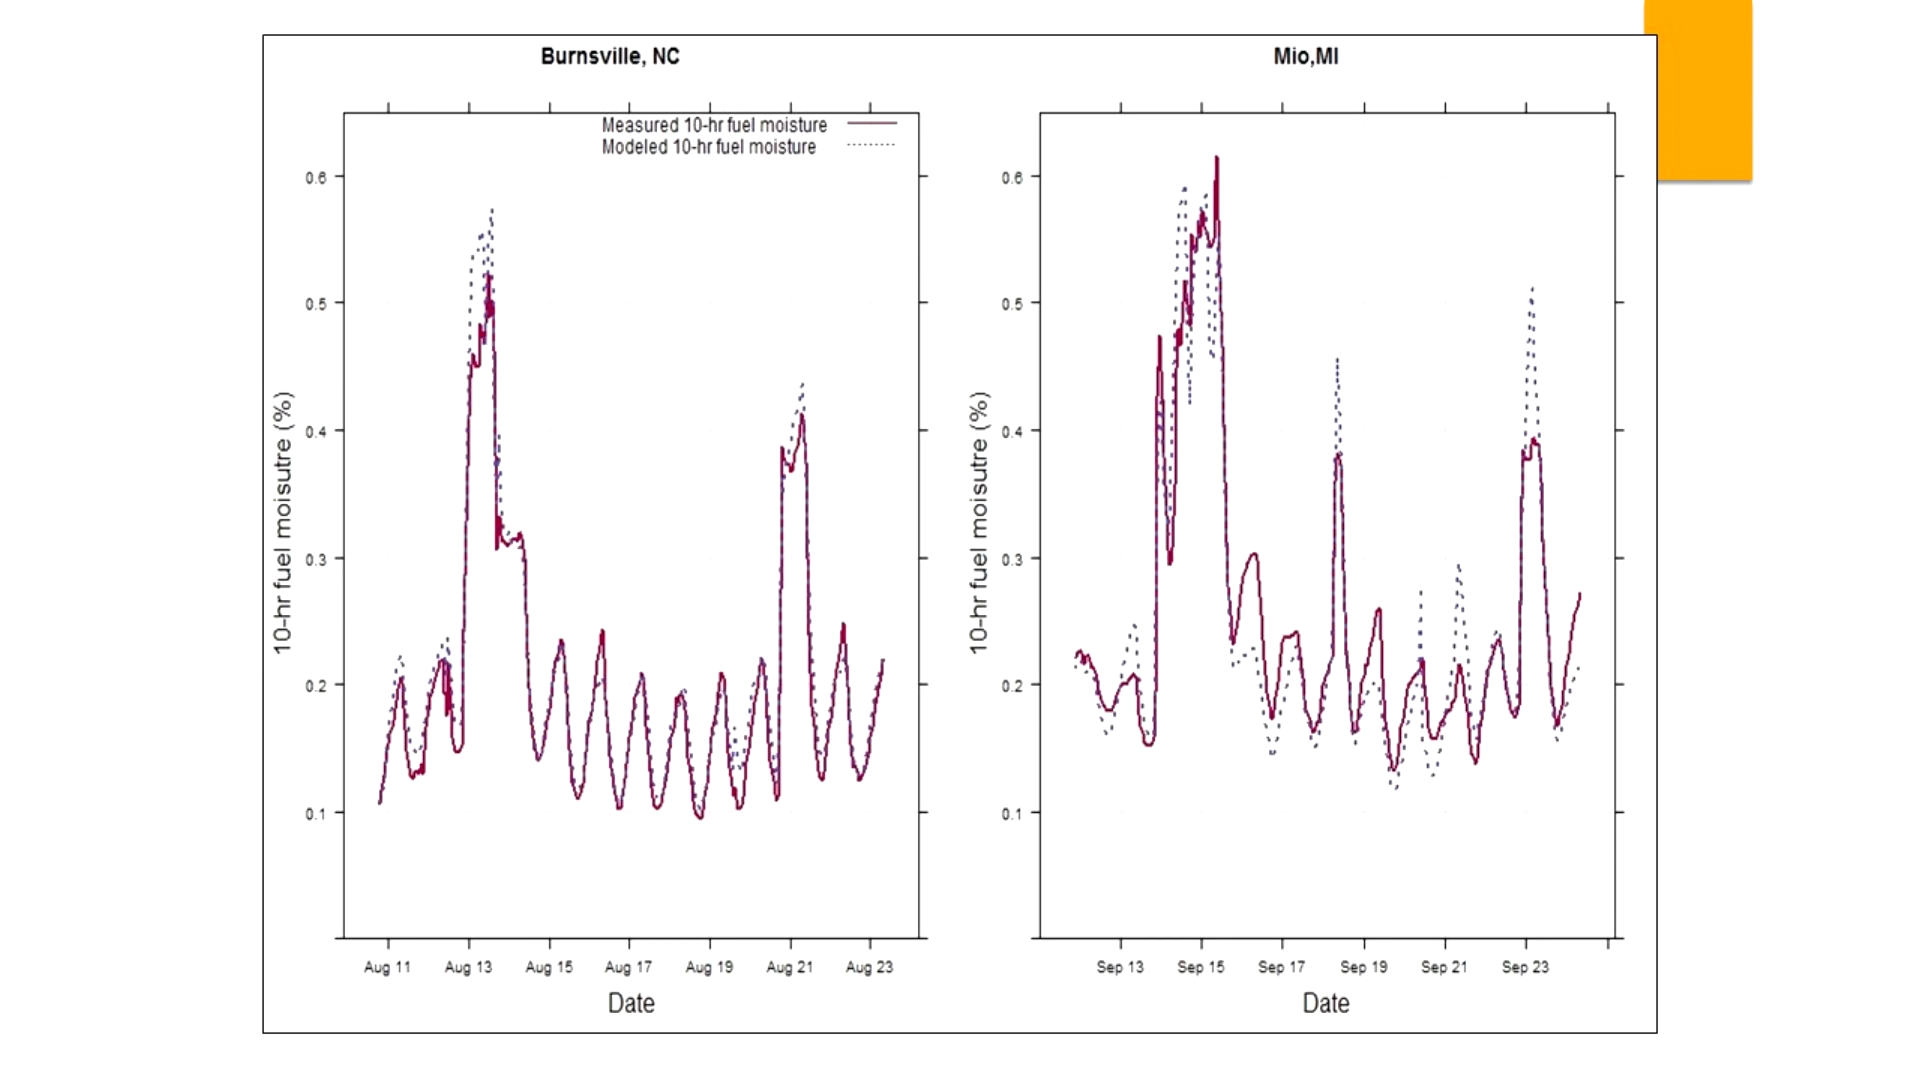 Burnsville, NC
Measured 10-hr fuel moisture
Modeled 10-hr fuel moisture
0.6
0.5
0.4
0.3
0.2
0.1
10-hr fuel moisutre (%)
Aug 11 Aug 13 Aug 15 Aug 17 Aug 19 Aug 21 Aug 23
Date
Mio,MI
0.6
0.5
0.4
0.3
0.2
0.1
10-hr fuel moisutre (%)
Sep 13 Sep 15 Sep 17 Sep 19 Sep 21 Sep 23
Date